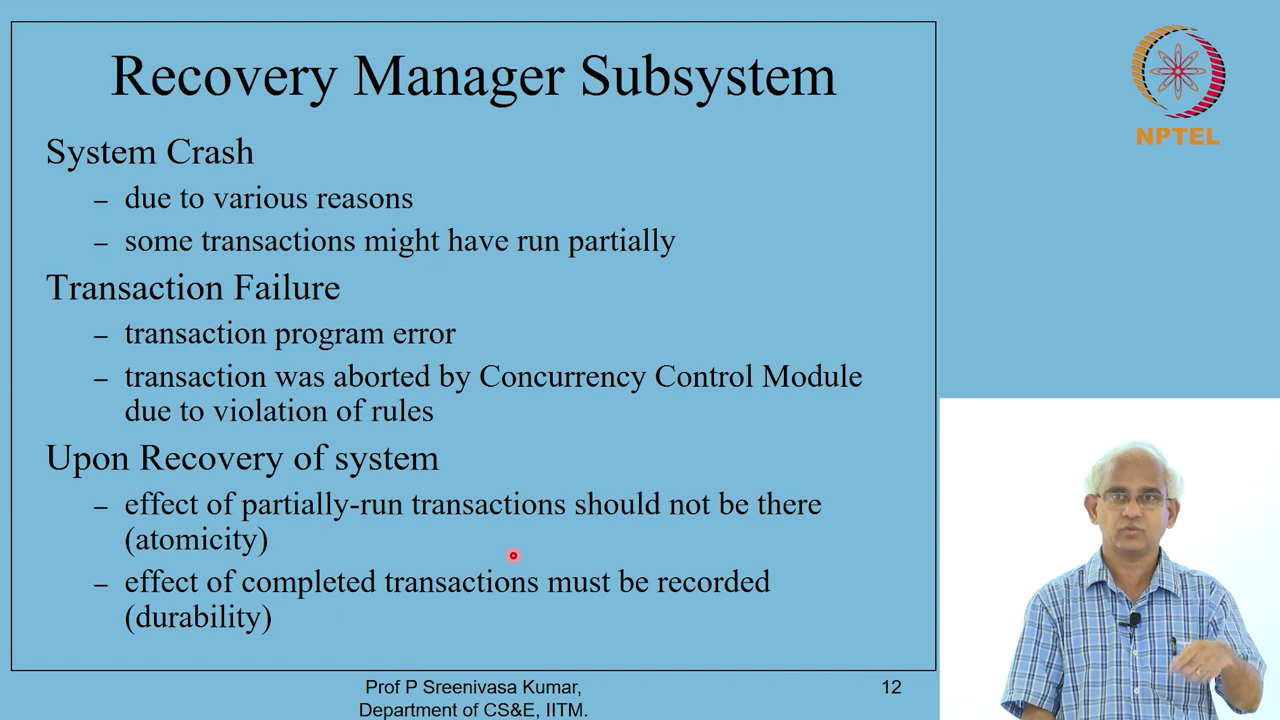 Recovery Manager Subsystem
System Crash
– due to various reasons
– some transactions might have run partially
Transaction Failure
– transaction program error
– transaction was aborted by Concurrency Control Module
due to violation of rules
Upon Recovery of system
– effect of partially-run transactions should not be there
(atomicity)
– effect of completed transactions must be recorded
(durability)
Prof P Sreenivasa Kumar,
Department of CS&E, IITM.
12
NPTEL